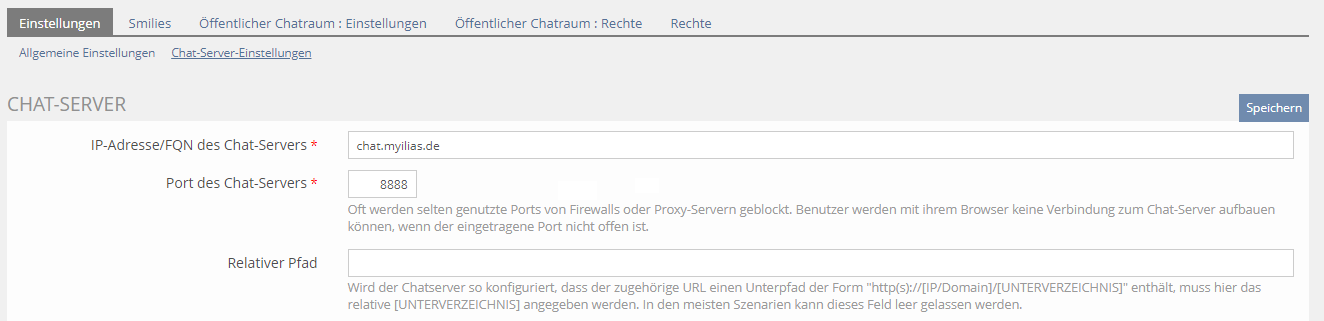 Einstellungen Smilies Öffentlicher Chatraum : Einstellungen Öffentlicher Chatraum : Rechte Rechte
Allgemeine Einstellungen Chat-Server-Einstellungen
CHAT-SERVER
Speichern
IP-Adresse/FQN des Chat-Servers * chat.myilias.de
Port des Chat-Servers * 8888
Oft werden selten genutzte Ports von Firewalls oder Proxy-Servern geblockt. Benutzer werden mit ihrem Browser keine Verbindung zum Chat-Server aufbauen
können, wenn der eingetragene Port nicht offen ist.
Relativer Pfad
Wird der Chatserver so konfiguriert, dass der zugehörige URL einen Unterpfad der Form "http(s)://[IP/Domain]/[UNTERVERZEICHNIS]" enthält, muss hier das
relative [UNTERVERZEICHNIS] angegeben werden. In den meisten Szenarien kann dieses Feld leer gelassen werden.